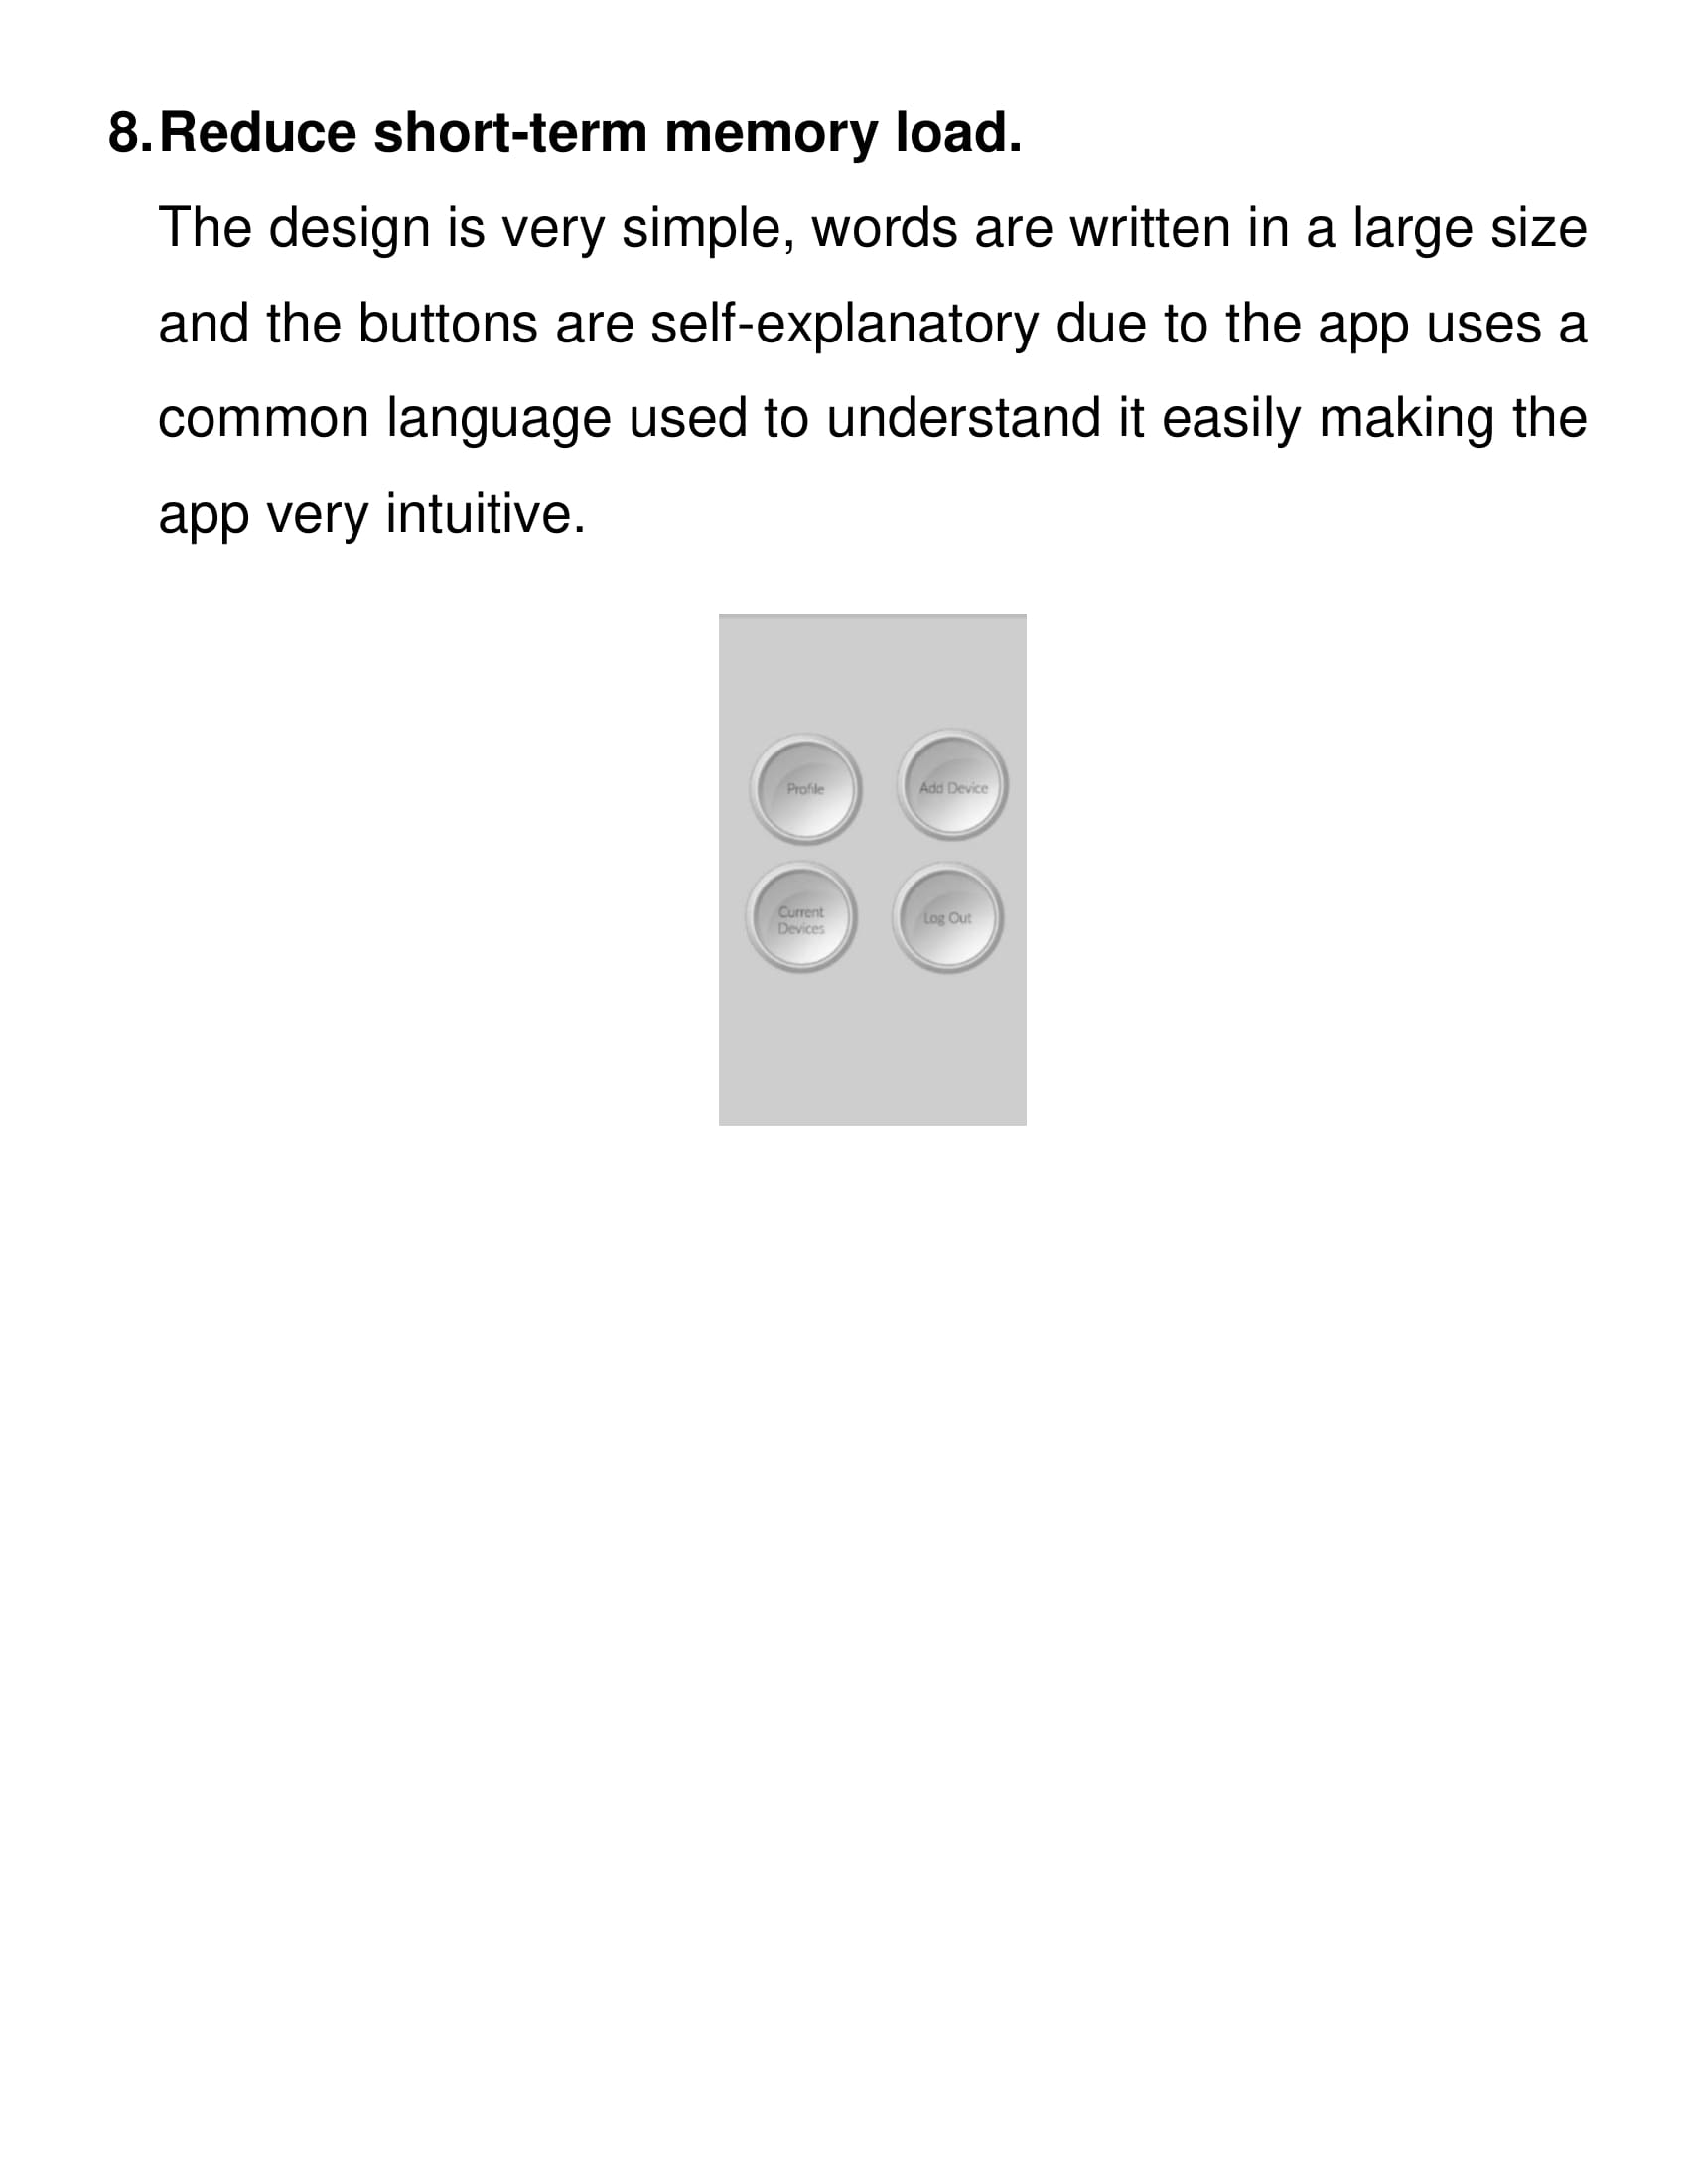 8. Reduce short-term memory load.
The design is very simple, words are written in a large size
and the buttons are self-explanatory due to the app uses a
common language used to understand it easily making the
app very intuitive.
Profile
Add Device
Current
Devices
Log Out